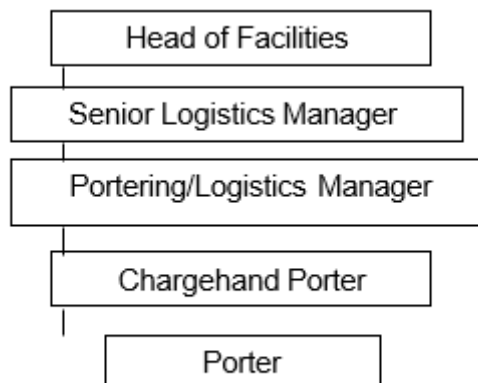 Head of Facilities
Senior Logistics Manager
Portering/Logistics Manager
Chargehand Porter
Porter